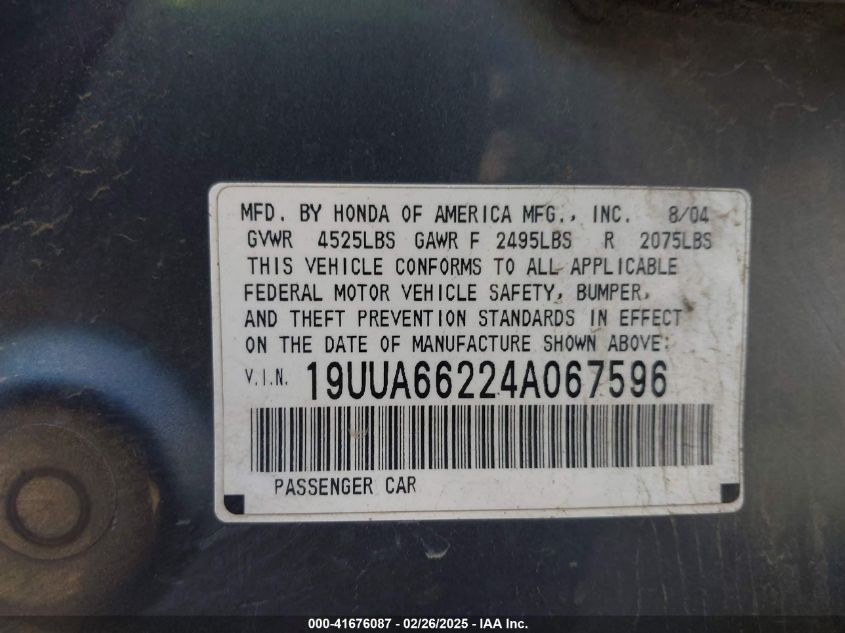 MFD. BY HONDA OF AMERICA MFG., INC. 8/04
GVWR 4525LBS GAWR F 2495LBS R 2075LBS
THIS VEHICLE CONFORMS TO ALL APPLICABLE
FEDERAL MOTOR VEHICLE SAFETY, BUMPER,
AND THEFT PREVENTION STANDARDS IN EFFECT
ON THE DATE OF MANUFACTURE SHOWN ABOVE:
V.I.N. 19UUA66224A067596
PASSENGER CAR
000-41676087 - 02/26/2025 - IAA Inc.